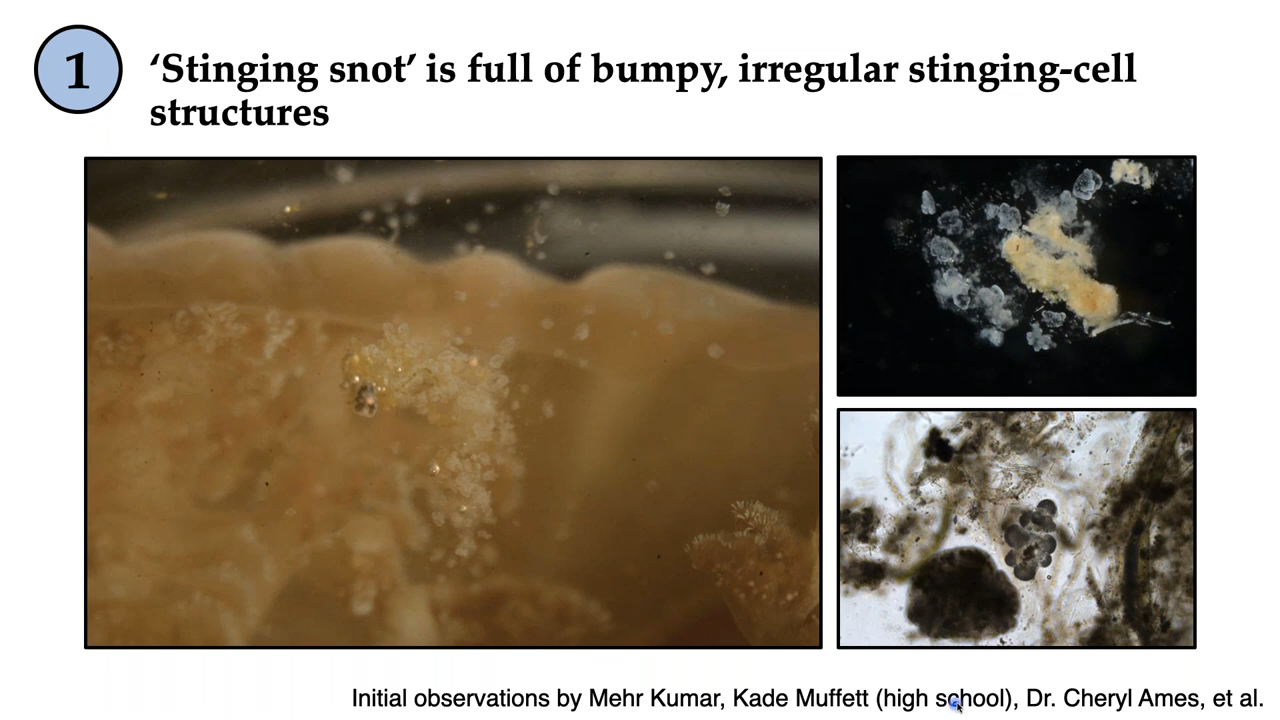 1
‘Stinging snot’ is full of bumpy, irregular stinging-cell
structures
Initial observations by Mehr Kumar, Kade Muffett (high school), Dr. Cheryl Ames, et al.